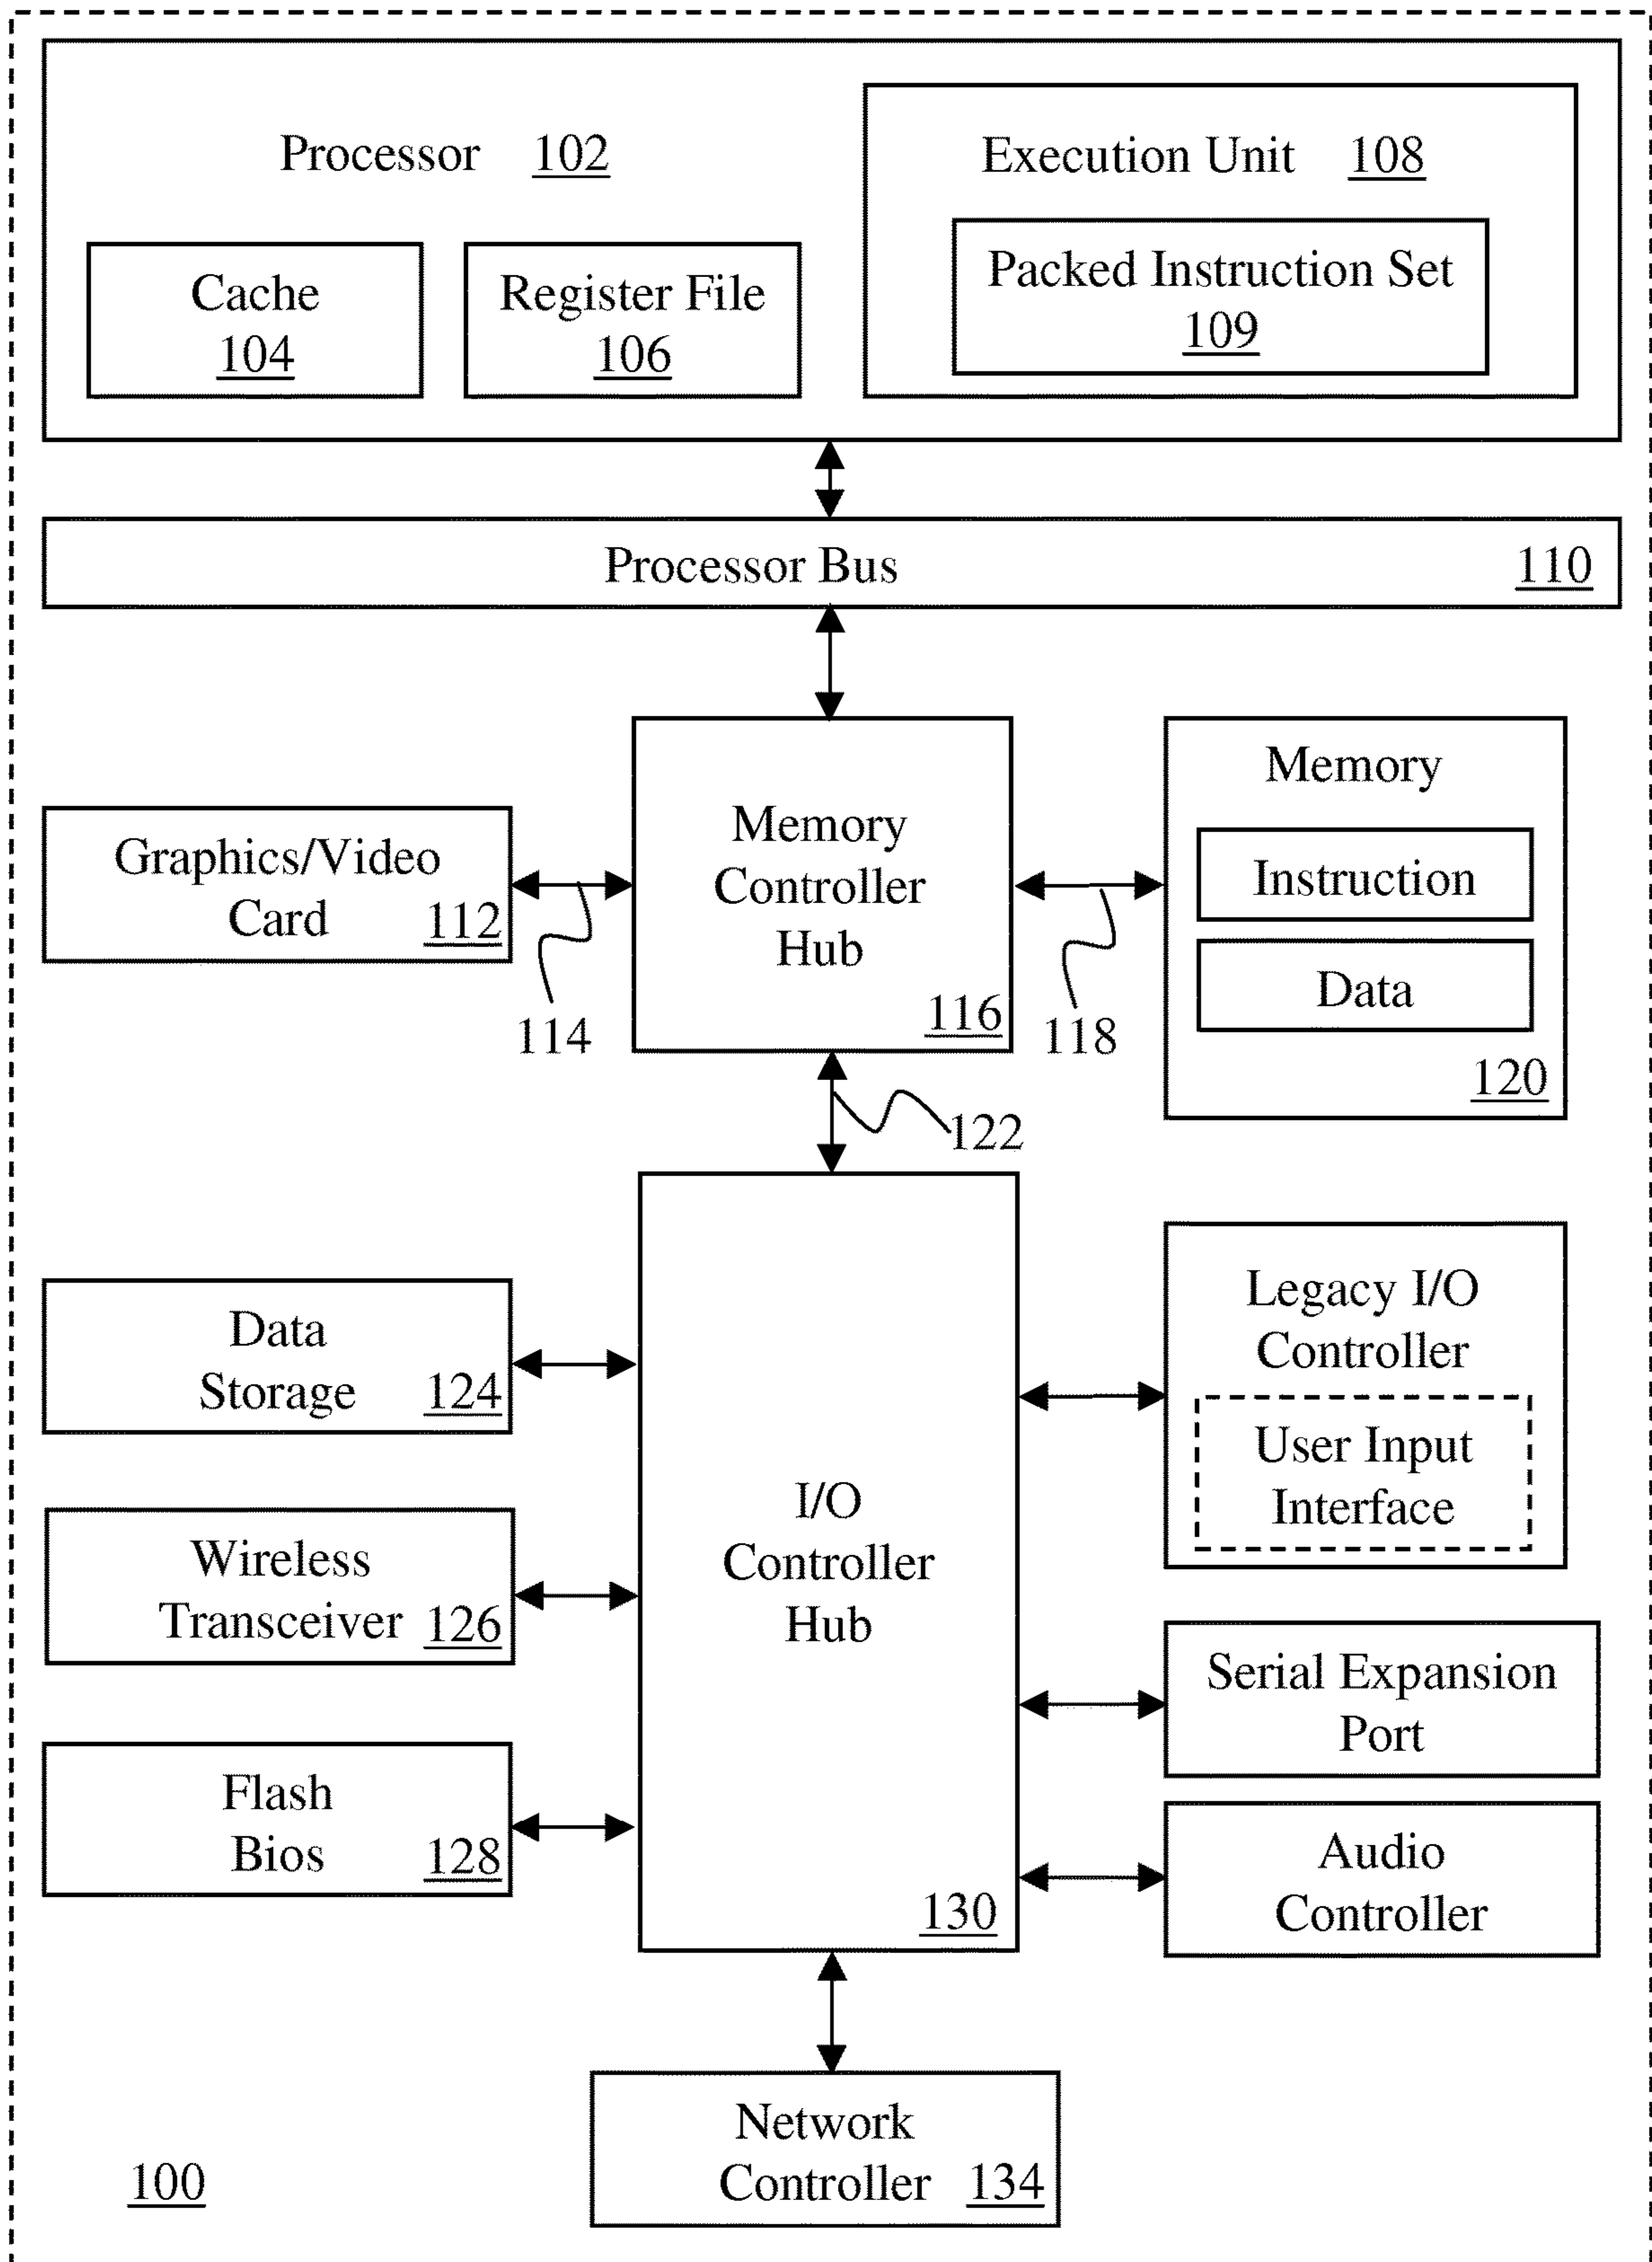 Processor 102
Execution Unit 108
Cache
104
Register File
106
Packed Instruction Set
109
Processor Bus 110
Graphics/Video
Card 112
114
Memory
Controller
Hub
116
118
Memory
Instruction
Data
120
122
Data
Storage 124
Wireless
Transceiver 126
Flash
Bios 128
I/O
Controller
Hub
130
Legacy I/O
Controller
User Input
Interface
Serial Expansion
Port
Audio
Controller
Network
Controller 134
100